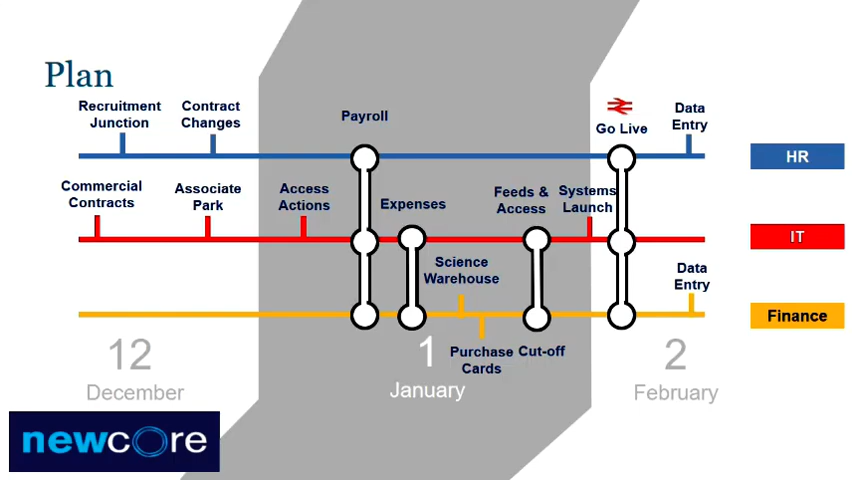 Plan
Recruitment
Junction
Contract
Changes
Payroll
Go Live
Data
Entry
HR
Commercial
Contracts
Associate
Park
Access
Actions
Expenses
Feeds &
Access
Systems
Launch
IT
Science
Warehouse
Data
Entry
Finance
Purchase
Cards
Cut-off
12
December
1
January
2
February
newcore